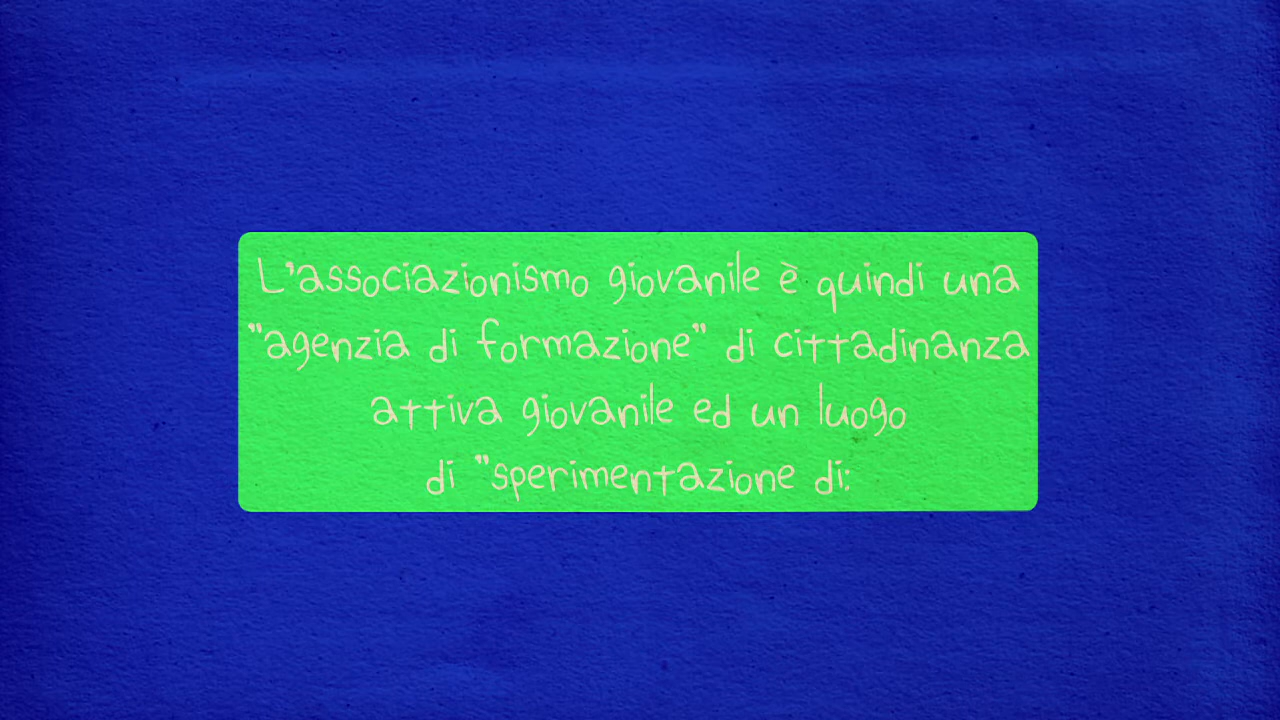 L'associazionismo giovanile è quindi una
"agenzia di formazione" di cittadinanza
attiva giovanile ed un luogo
di "sperimentazione di: